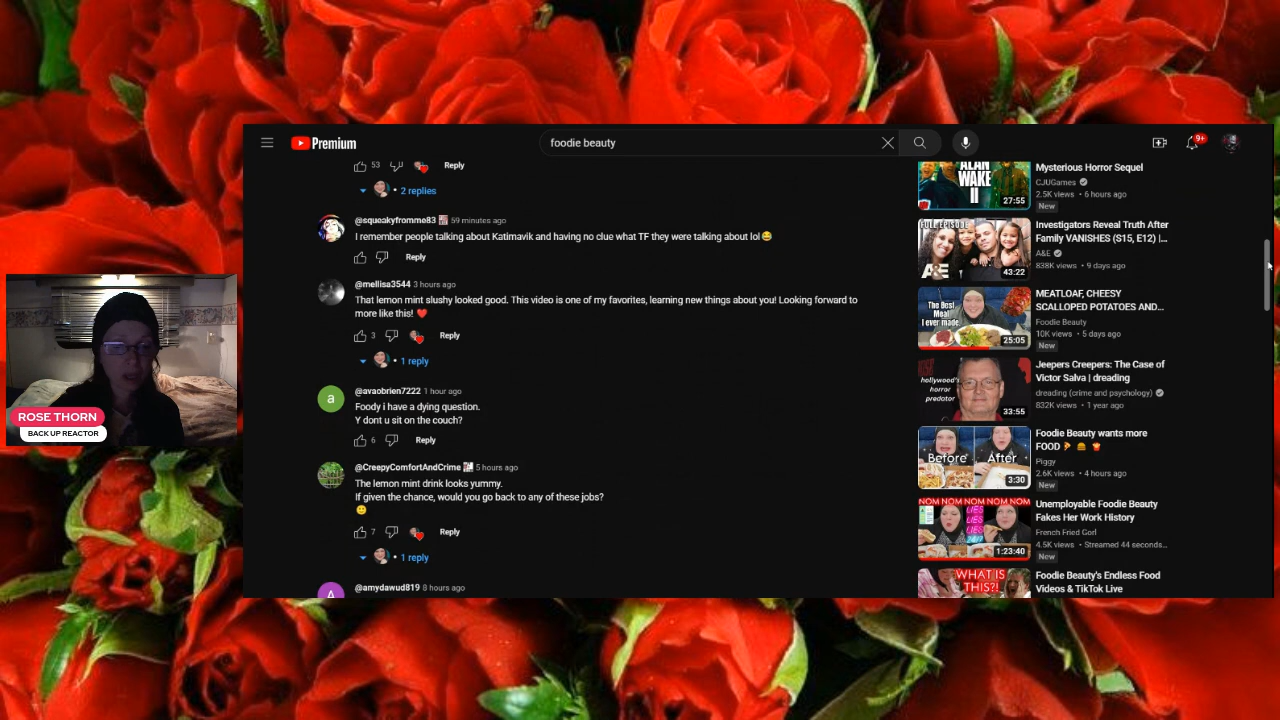 Premium
foodie beauty
9+
53
Reply
2 replies
@squeakyfromme83 59 minutes ago
I remember people talking about Katimavik and having no clue what TF they were talking about lol😂
Reply
@mellisa3544 3 hours ago
That lemon mint slushy looked good. This video is one of my favorites, learning new things about you! Looking forward to
more like this! ❤️
3
Reply
1 reply
a
@avaobrien7222 1 hour ago
Foody i have a dying question.
Y dont u sit on the couch?
6
Reply
@CreepyComfortAndCrime 5 hours ago
The lemon mint drink looks yummy.
If given the chance, would you go back to any of these jobs?
🙂
7
Reply
1 reply
A
@amydawud819 8 hours ago
ALAN
WAKE
II
27:55
Mysterious Horror Sequel
CJUGames
2.5K views • 6 hours ago
New
FULL EPISODE
A&E
43:22
Investigators Reveal Truth After
Family VANISHES (S15, E12) |...
A&E
838K views • 9 days ago
The Best
Meal
I ever made
25:05
MEATLOAF, CHEESY
SCALLOPED POTATOES AND...
Foodie Beauty
10K views • 5 days ago
New
hollywood's
horror
predator
33:55
Jeepers Creepers: The Case of
Victor Salva | dreading
dreading (crime and psychology)
832K views • 1 year ago
Before
After
3:30
Foodie Beauty wants more
FOOD 🍕 🍔 🍟
Piggy
2.6K views • 4 hours ago
New
NOM NOM NOM NOM NOM
LIES
LIES
1:23:40
Unemployable Foodie Beauty
Fakes Her Work History
French Fried Gorl
4.5K views • Streamed 44 seconds...
New
WHAT IS
THIS?!
Foodie Beauty's Endless Food
Videos & TikTok Live
ROSE THORN
BACK UP REACTOR